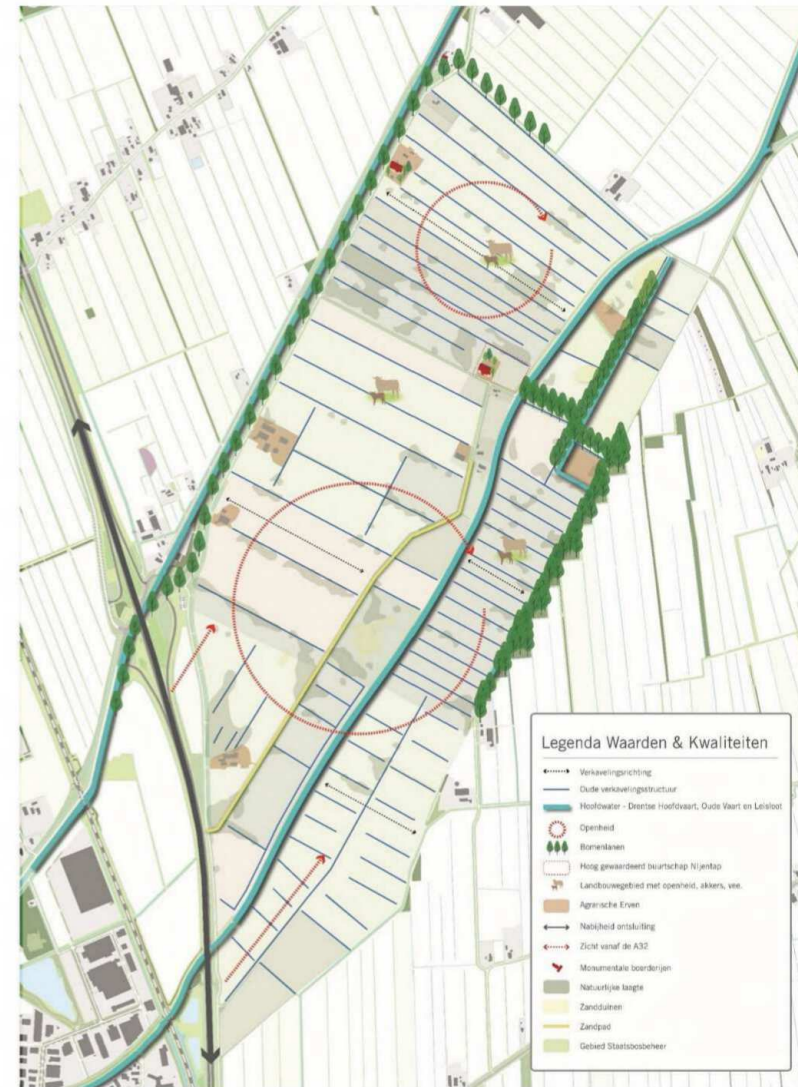 Legenda Waarden & Kwaliteiten
Verkavelingsrichting
Oude verkavelingsstructuur
Hoofdwater - Drentse Hoofdvaart, Oude Vaart en Leisloot
Openheid
Bomenlanen
Hoog gewaardeerd buurtschap Nijentap
Landbouwgebied met openheid, akkers, vee.
Agrarische Erven
Nabijheid ontsluiting
Zicht vanaf de A32
Monumentale boerderijen
Natuurlijke laagte
Zandduinen
Zandpad
Gebied Staatsbosbeheer